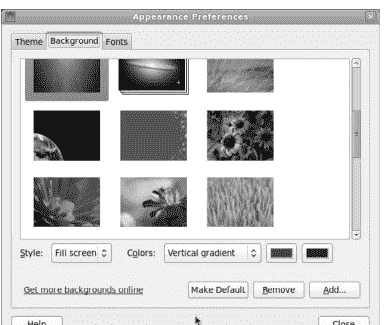 Appearance Preferences
Theme Background Fonts
Style: Fill screen Colors: Vertical gradient
Get more backgrounds online Make Default Remove Add...
Help Close